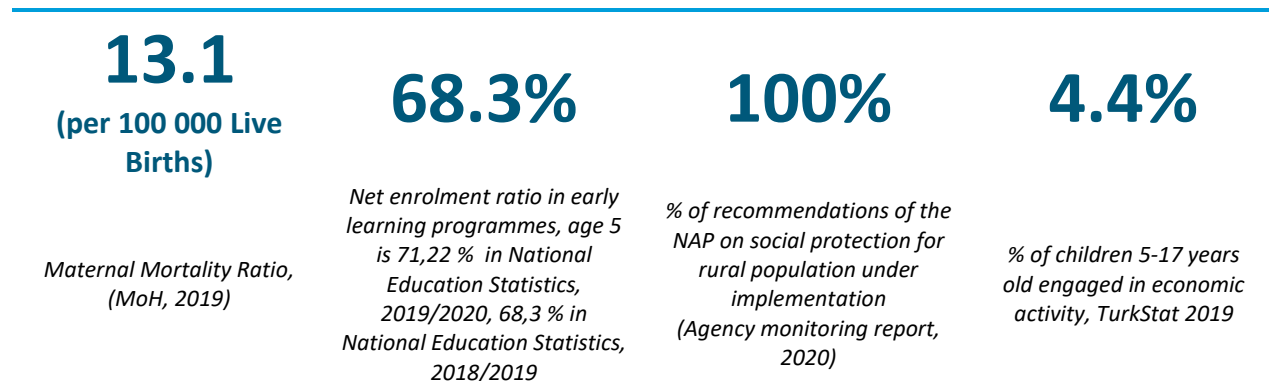 13.1
(per 100 000 Live
Births)
Maternal Mortality Ratio,
(MoH, 2019)
68.3%
Net enrolment ratio in early
learning programmes, age 5
is 71,22 % in National
Education Statistics,
2019/2020, 68,3 % in
National Education Statistics,
2018/2019
100%
% of recommendations of the
NAP on social protection for
rural population under
implementation
(Agency monitoring report,
2020)
4.4%
% of children 5-17 years
old engaged in economic
activity, TurkStat 2019